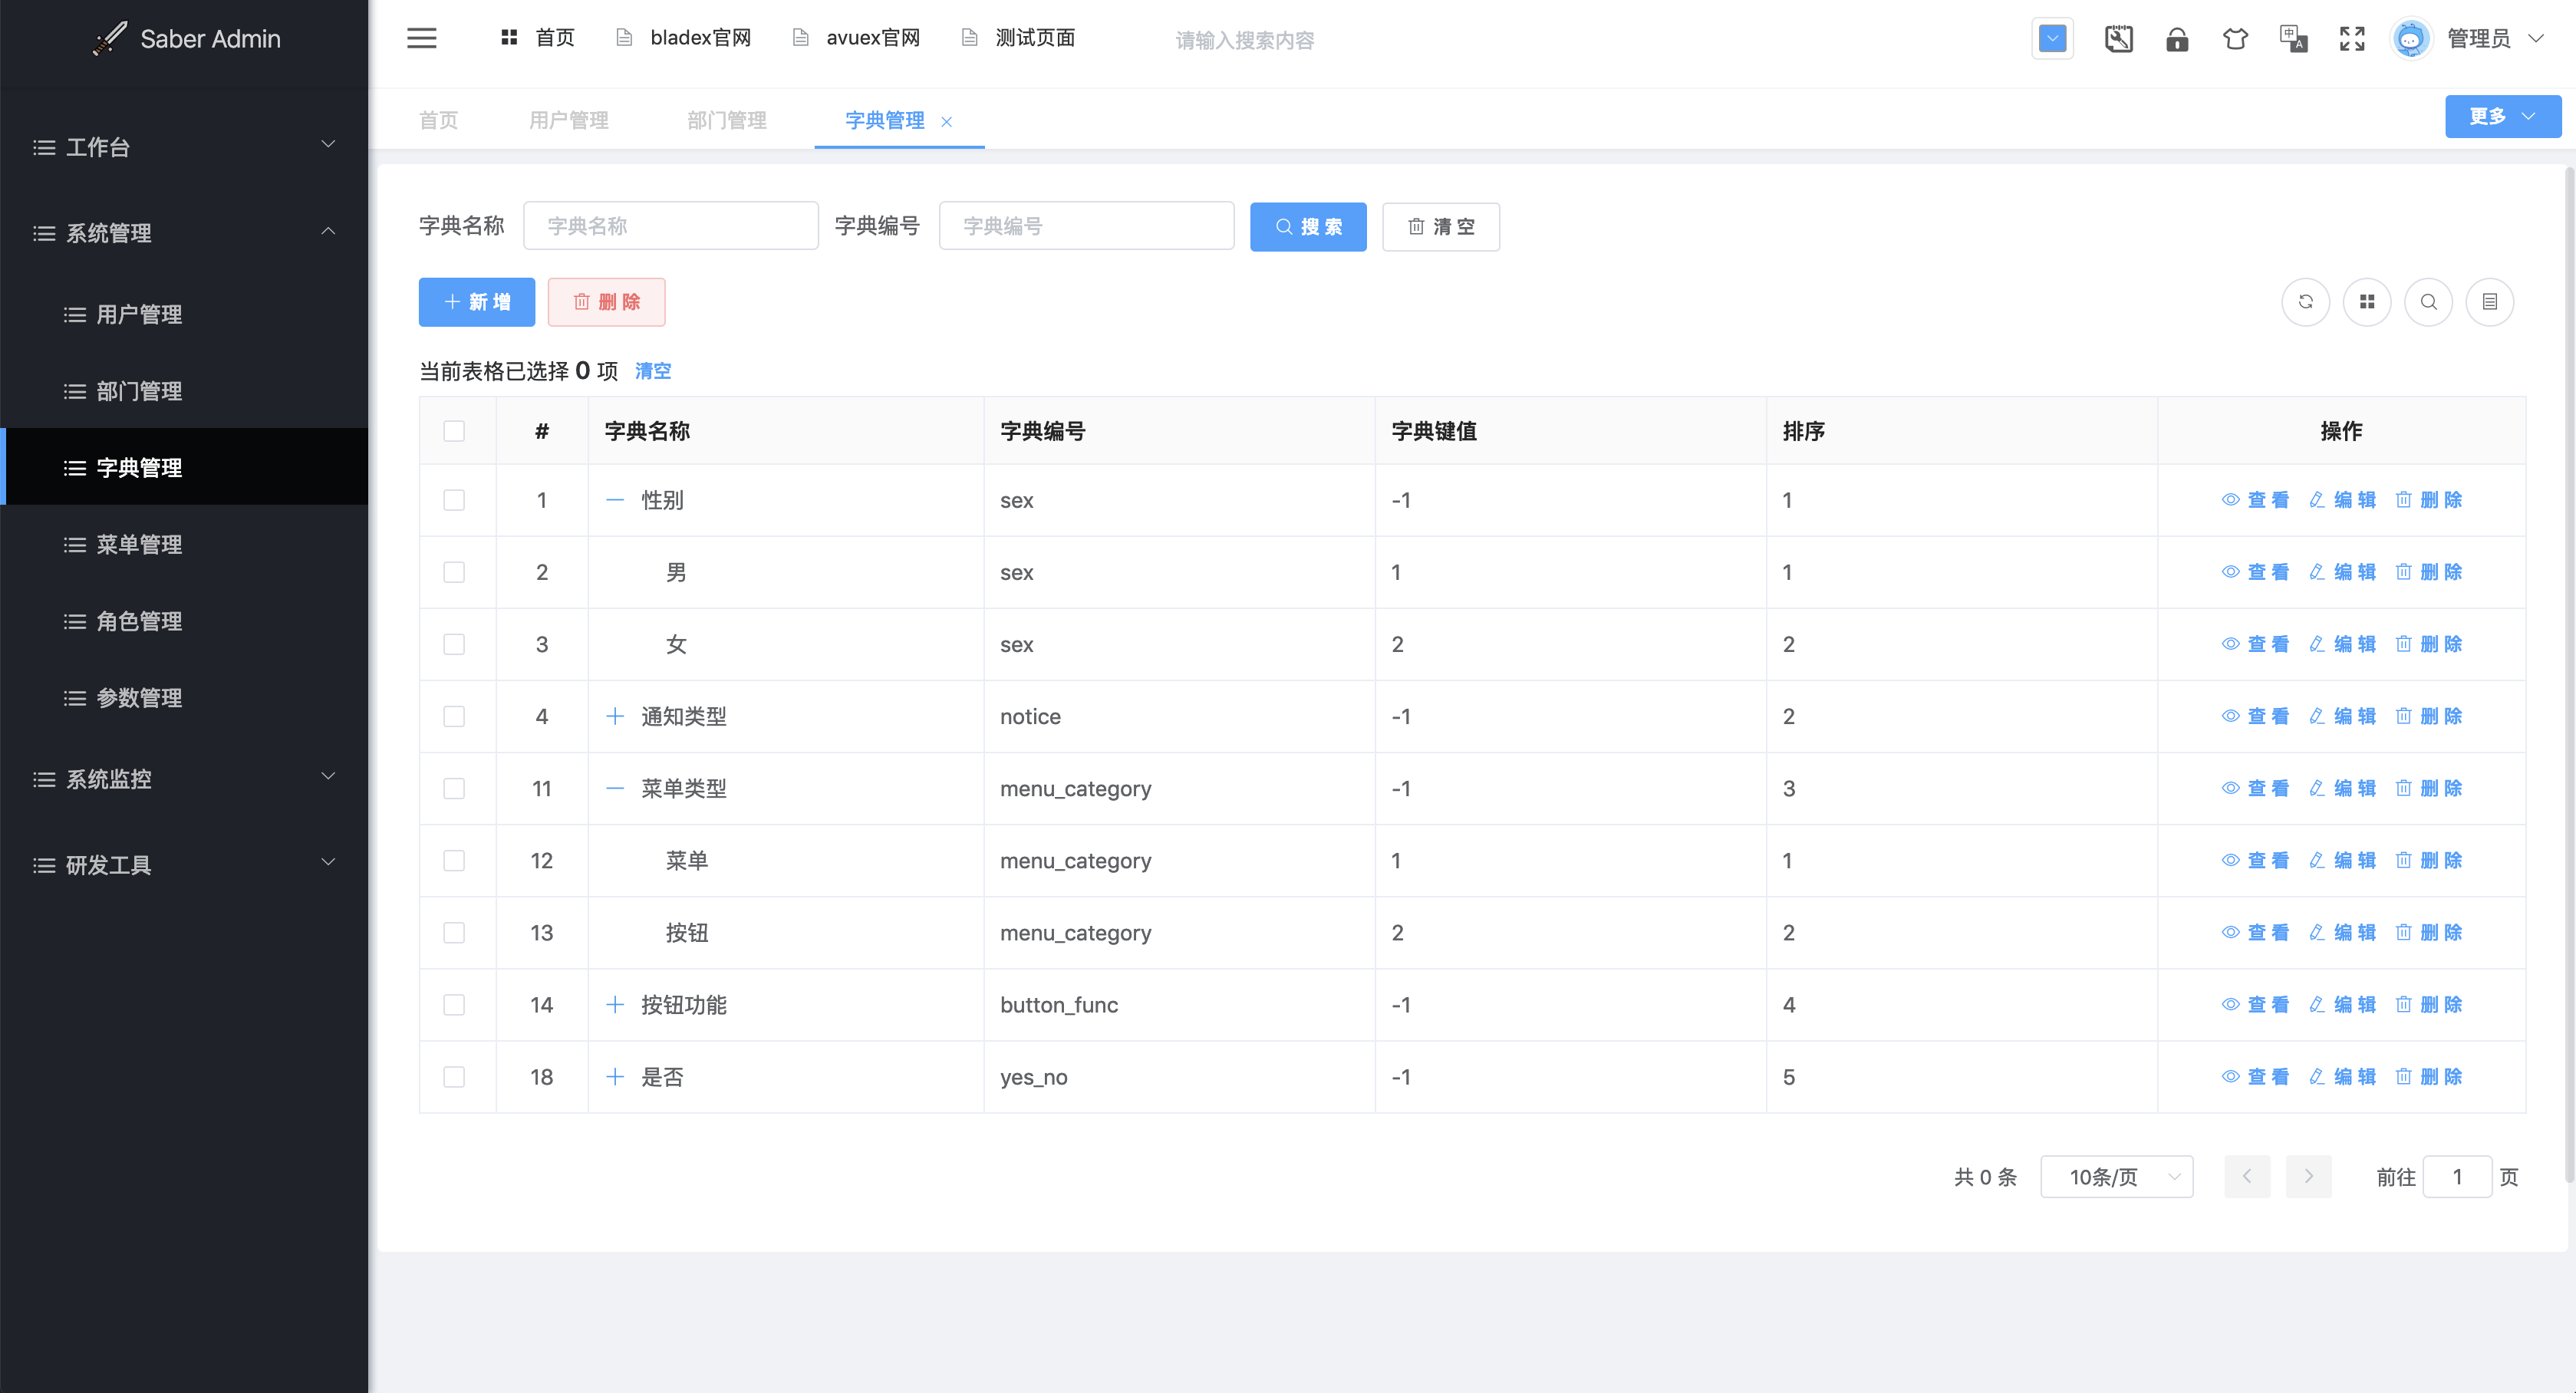 Saber Admin
首页 bladex官网 avuex官网 测试页面 请输入搜索内容 管理员
工作台
系统管理
用户管理
部门管理
字典管理
菜单管理
角色管理
参数管理
系统监控
研发工具
首页 用户管理 部门管理 字典管理 更多
字典名称 字典名称 字典编号 字典编号 搜 索 清 空
新 增 删 除
当前表格已选择 0 项 清空
# 字典名称 字典编号 字典键值 排序 操作
1 性别 sex -1 1 查 看 编 辑 删 除
2 男 sex 1 1 查 看 编 辑 删 除
3 女 sex 2 2 查 看 编 辑 删 除
4 通知类型 notice -1 2 查 看 编 辑 删 除
11 菜单类型 menu_category -1 3 查 看 编 辑 删 除
12 菜单 menu_category 1 1 查 看 编 辑 删 除
13 按钮 menu_category 2 2 查 看 编 辑 删 除
14 按钮功能 button_func -1 4 查 看 编 辑 删 除
18 是否 yes_no -1 5 查 看 编 辑 删 除
共 0 条 10条/页 前往 1 页